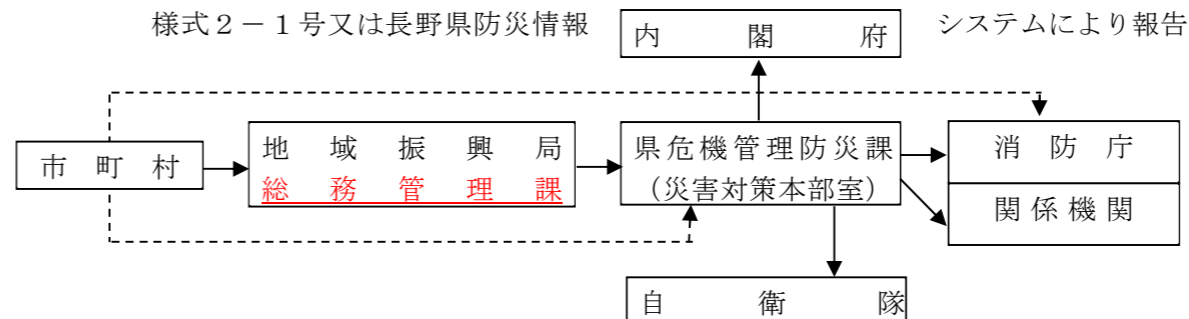 様式２－１号又は長野県防災情報
システムにより報告
内閣府
市町村
地域振興局
総務管理課
県危機管理防災課
（災害対策本部室）
消防庁
関係機関
自衛隊